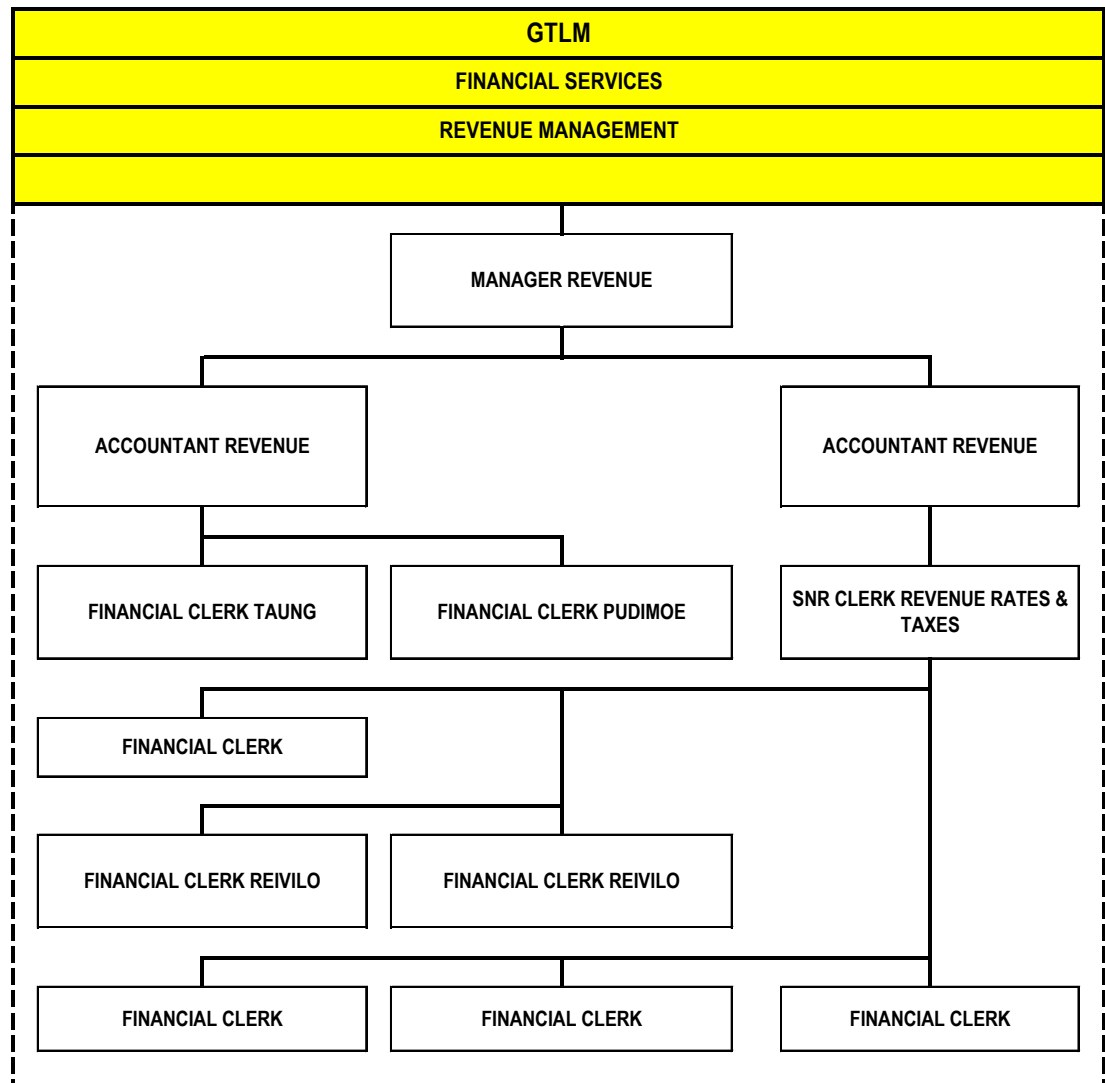 GTLM
FINANCIAL SERVICES
REVENUE MANAGEMENT
MANAGER REVENUE
ACCOUNTANT REVENUE
ACCOUNTANT REVENUE
FINANCIAL CLERK TAUNG
FINANCIAL CLERK PUDIMOE
SNR CLERK REVENUE RATES &
TAXES
FINANCIAL CLERK
FINANCIAL CLERK REIVILO
FINANCIAL CLERK REIVILO
FINANCIAL CLERK
FINANCIAL CLERK
FINANCIAL CLERK